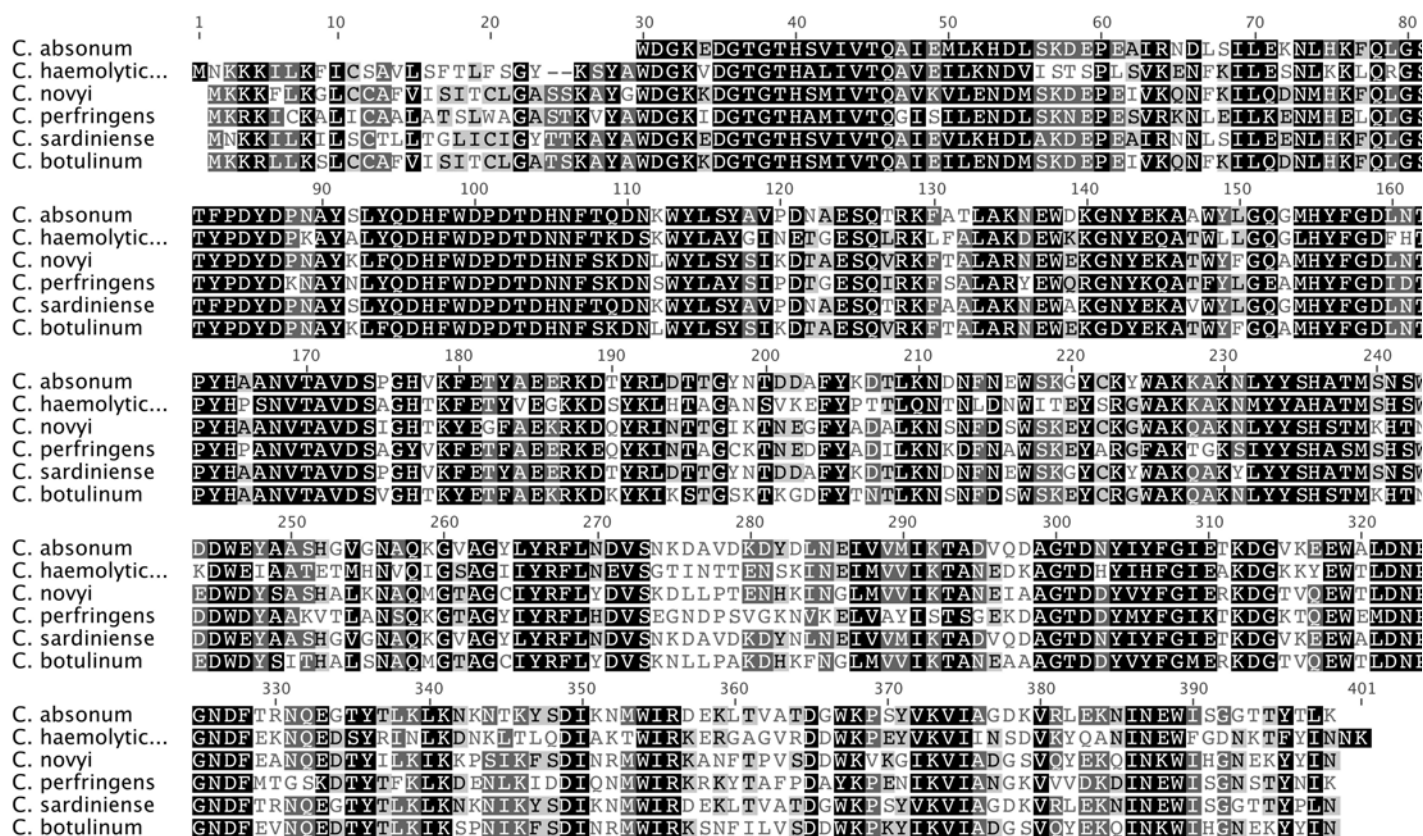 1 10 20 30 40 50 60 70 80
C. absonum WDGKEDGTGTHSVIVTQAIEMLKHDLSKDEPEAIRNDLSILEKNLHKFQLGS
C. haemolytic... MNKKKILKFICSAVLSFTLFSGY--KSYAWDGKVDGTGTHALIVTQAVEILKNDVISTSPLSVKENFKILESNLKKLQRGS
C. novyi MKKKFLKGLCCAFVISITCLGASSKAYGWDGKKDGTGTHSMIVTQAVKVLENDMSKDEPEIVKQNFKILQDNMHKFQLGS
C. perfringens MKRKICKALICAALATSLWAGASTKVYAWDGKIDGTGTHAMIVTQGISILENDLSKNEPESVRKNLEILKENMHELQLGS
C. sardiniense MNKKILKILSCTLLTGLICIGYTTKAYAWDGKEDGTGTHSVIVTQAIEVLKHDLAKDEPEAIRNNLSILEENLHKFQLGS
C. botulinum MKKRLLKSLCCAFVISITCLGATSKAYAWDGKKDGTGTHSMIVTQAIEILENDMSKDEPEIVKQNFKILQDNLHKFQLGS
90 100 110 120 130 140 150 160
C. absonum TFPDYDPNAYSLYQDHFWDPDTDHNFTQDNKWYLSYAVPDNAESQTRKFATLAKNEWDKGNYEKAAWYLGQGMHYFGDLNT
C. haemolytic... TYPDYDPKAYALYQDHFWDPDTDNNFTKDSKWYLAYGINETGESQLRKLFALAKDEWKKGNYEQATWLLGQGLHYFGDFHT
C. novyi TYPDYDPNAYKLFQDHFWDPDTDHNFSKDNLWYLSYSIKDTAESQVRKFTALARNEWEKGNYEKATWYFGQAMHYFGDLNT
C. perfringens TYPDYDKNAYNLYQDHFWDPDTDNNFSKDNSWYLAYSIPDTGESQIRKFSALARYEWQRGNYKQATFYLGEAMHYFGDIDT
C. sardiniense TFPDYDPNAYSLYQDHFWDPDTDHNFTQDNKWYLSYAVPDNAESQTRKFAALAKNEWAKGNYEKAVWYLGQGMHYFGDLNT
C. botulinum TYPDYDPNAYKLFQDHFWDPDTDHNFSKDNLWYLSYSIKDTAESQVRKFTALARNEWEKGDYEKATWYFGQAMHYFGDLNT
170 180 190 200 210 220 230 240
C. absonum PYHAANVTAVDSPGHVKFETYAEERKDTYRLDTTGYNTDDAFYKDTLKNDNFNEWSKGYCKYWAKKAKNLYYSHATMSNSW
C. haemolytic... PYHPSNVTAVDSAGHTKFETYVEGKKDSYKLHTAGANSVKEFYPTTLQNTNLDNWITEYSRGWAKKAKNMYYAHATMSHSW
C. novyi PYHAANVTAVDSIGHTKYEGFAEKRKDQYRINTTGIKTNEGFYADALKNSNFDSWSKEYCKGWAKQAKNLYYSHSTMKHTN
C. perfringens PYHPANVTAVDSAGYVKFETFAEERKEQYKINTAGCKTNEDFYADILKNKDFNAWSKEYARGFAKTGKSIYYSHASMSHSW
C. sardiniense PYHAANVTAVDSPGHVKFETYAEERKDTYRLDTTGYNTDDAFYKDTLKNDNFNEWSKGYCKYWAKQAKYLYYSHATMSNSW
C. botulinum PYHAANVTAVDSVGHTKYETFAEKRKDKYKIKSTGSKTKGDFYTNTLKNSNFDSWSKEYCRGWAKQAKNLYYSHSTMKHTN
250 260 270 280 290 300 310 320
C. absonum DDWEYAASHGVGNAQKGVAGYLYRFLNDVSNKDAVDKDYDLNEIVVMIKTADVQDAGTDNYIYFGIETKDGVKEEWALDNP
C. haemolytic... KDWEIAATETMHNVQIGSAGIIYRFLNEVSGTINTTENSKINEIMVVIKTANEDKAGTDHYIHFGIEAKDGKKYEWTLDNP
C. novyi EDWDYSASHALKNAQMGTAGCIYRFLYDVSKDLLPTENHKINGLMVVIKTANEIAAGTDDYVYFGIERKDGTVQEWTLDNP
C. perfringens DDWDYAAKVTLANSQKGTAGYIYRFLHDVSEGNDPSVGKNVKELVAYISTSGEKDAGTDDYMYFGIKTKDGKTQEWEMDNP
C. sardiniense DDWEYAASHGVGNAQKGVAGYLYRFLNDVSNKDAVDKDYNLNEIVVMIKTADVQDAGTDNYIYFGIETKDGVKEEWALDNP
C. botulinum EDWDYSITHALSNAQMGTAGCIYRFLYDVSKNLLPAKDHKFNGLMVVIKTANEAAAGTDDYVYFGMERKDGTVQEWTLDNP
330 340 350 360 370 380 390 401
C. absonum GNDFTRNQEGTYTLKLKNKNTKYSDIKNMWIRDEKLTVATDGWKPSYVKVIAGDKVRLEKNINEWISGGTTYTLK
C. haemolytic... GNDFEKNQEDSYRINLKDNKLTLQDIAKTWIRKERGAGVRDDWKPEYVKVIINSDVKYQANINEWFGDNKTFYINNK
C. novyi GNDFEANQEDTYILKIKKPSIKFSDINRMWIRKANFTPVSDDWKVKGIKVIADGSVQYEKQINKWIHGNEKYYIN
C. perfringens GNDFMTGSKDTYTFKLKDENLKIDDIQNMWIRKRKYTAFPDAYKPENIKVIANGKVVVDKDINEWISGNSTYNIK
C. sardiniense GNDFTRNQEGTYTLKLKNKNIKYSDIKNMWIRDEKLTVATDGWKPSYVKVIAGDKVRLEKNINEWISGGTTYPLN
C. botulinum GNDFEVNQEDTYTLKIKSPNIKFSDINRMWIRKSNFILVSDDWKPKYIKVIADGSVQYEKQINKWIHGNEKYYIN